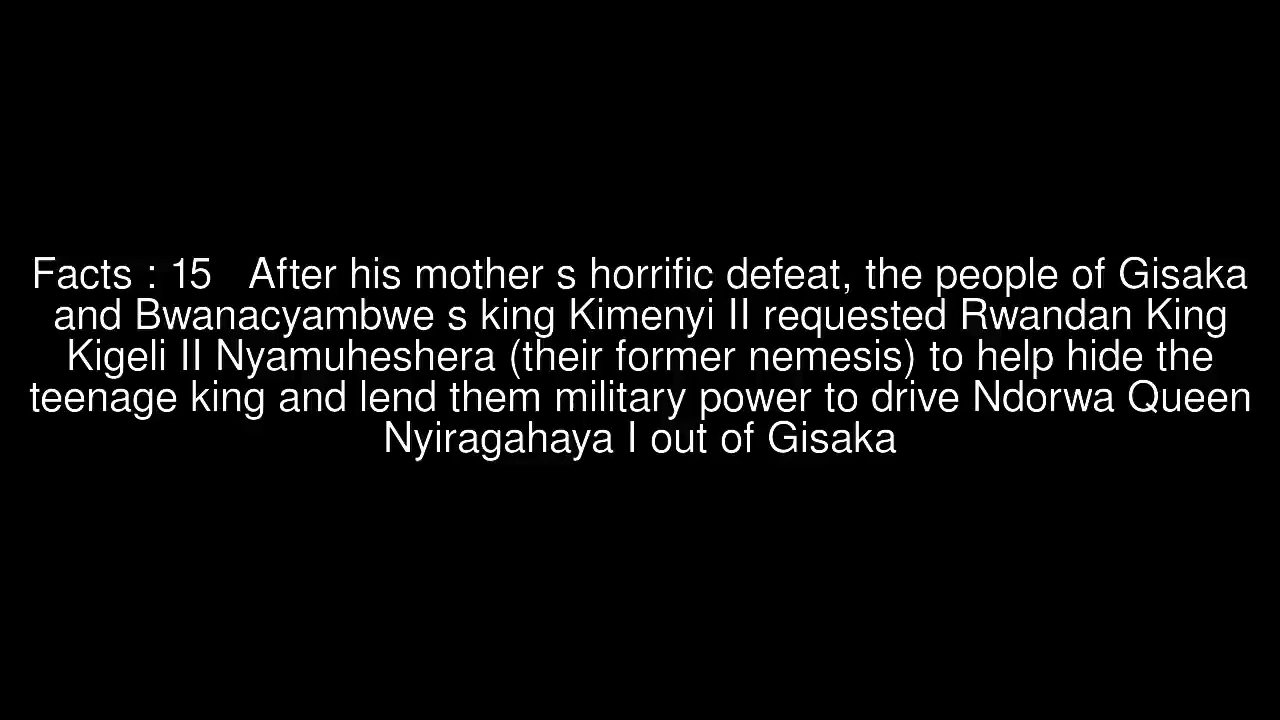 Facts : 15   After his mother s horrific defeat, the people of Gisaka
and Bwanacyambwe s king Kimenyi II requested Rwandan King
Kigeli II Nyamuheshera (their former nemesis) to help hide the
teenage king and lend them military power to drive Ndorwa Queen
Nyiragahaya I out of Gisaka